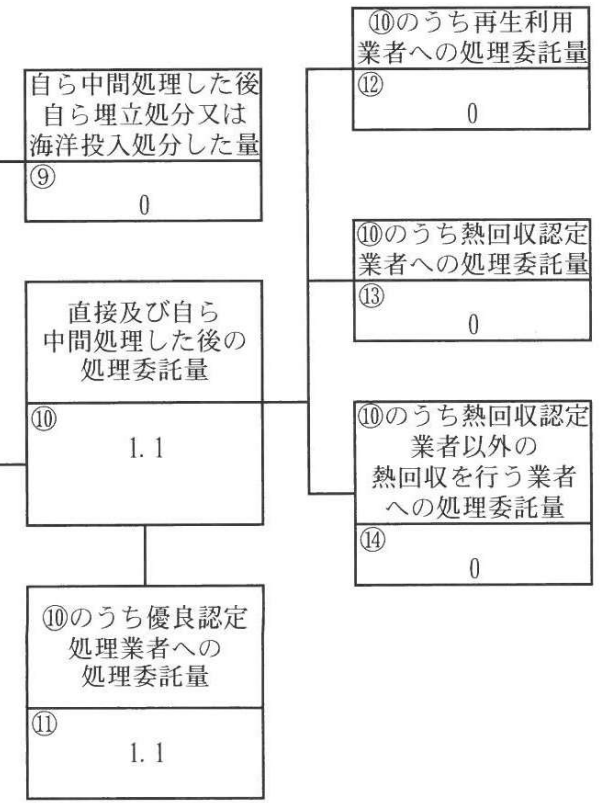 自ら中間処理した後
自ら埋立処分又は
海洋投入処分した量
⑨
0
直接及び自ら
中間処理した後の
処理委託量
⑩
1.1
⑩のうち優良認定
処理業者への
処理委託量
⑪
1.1
⑩のうち再生利用
業者への処理委託量
⑫
0
⑩のうち熱回収認定
業者への処理委託量
⑬
0
⑩のうち熱回収認定
業者以外の
熱回収を行う業者
への処理委託量
⑭
0